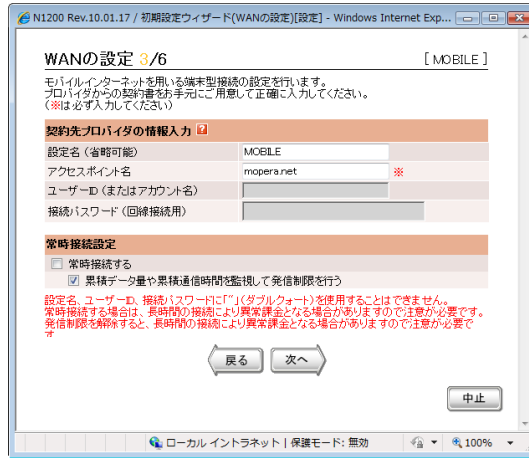 N1200 Rev.10.01.17 / 初期設定ウィザード(WANの設定)[設定] - Windows Internet Exp...
WANの設定 3/6 [ MOBILE ]
モバイルインターネットを用いる端末型接続の設定を行います。
プロバイダからの契約書をお手元にご用意して正確に入力してください。
(※は必ず入力してください)
契約先プロバイダの情報入力 ?
設定名 (省略可能) MOBILE
アクセスポイント名 mopera.net ※
ユーザーID (またはアカウント名)
接続パスワード (回線接続用)
常時接続設定
常時接続する
累積データ量や累積通信時間を監視して発信制限を行う
設定名、ユーザーID、接続パスワードに「"」(ダブルクォート)を使用することはできません。
常時接続する場合は、長時間の接続により異常課金となる場合がありますので注意が必要です。
発信制限を解除すると、長時間の接続により異常課金となる場合がありますので注意が必要で
す。
戻る 次へ
中止
ローカル イントラネット | 保護モード: 無効 100%